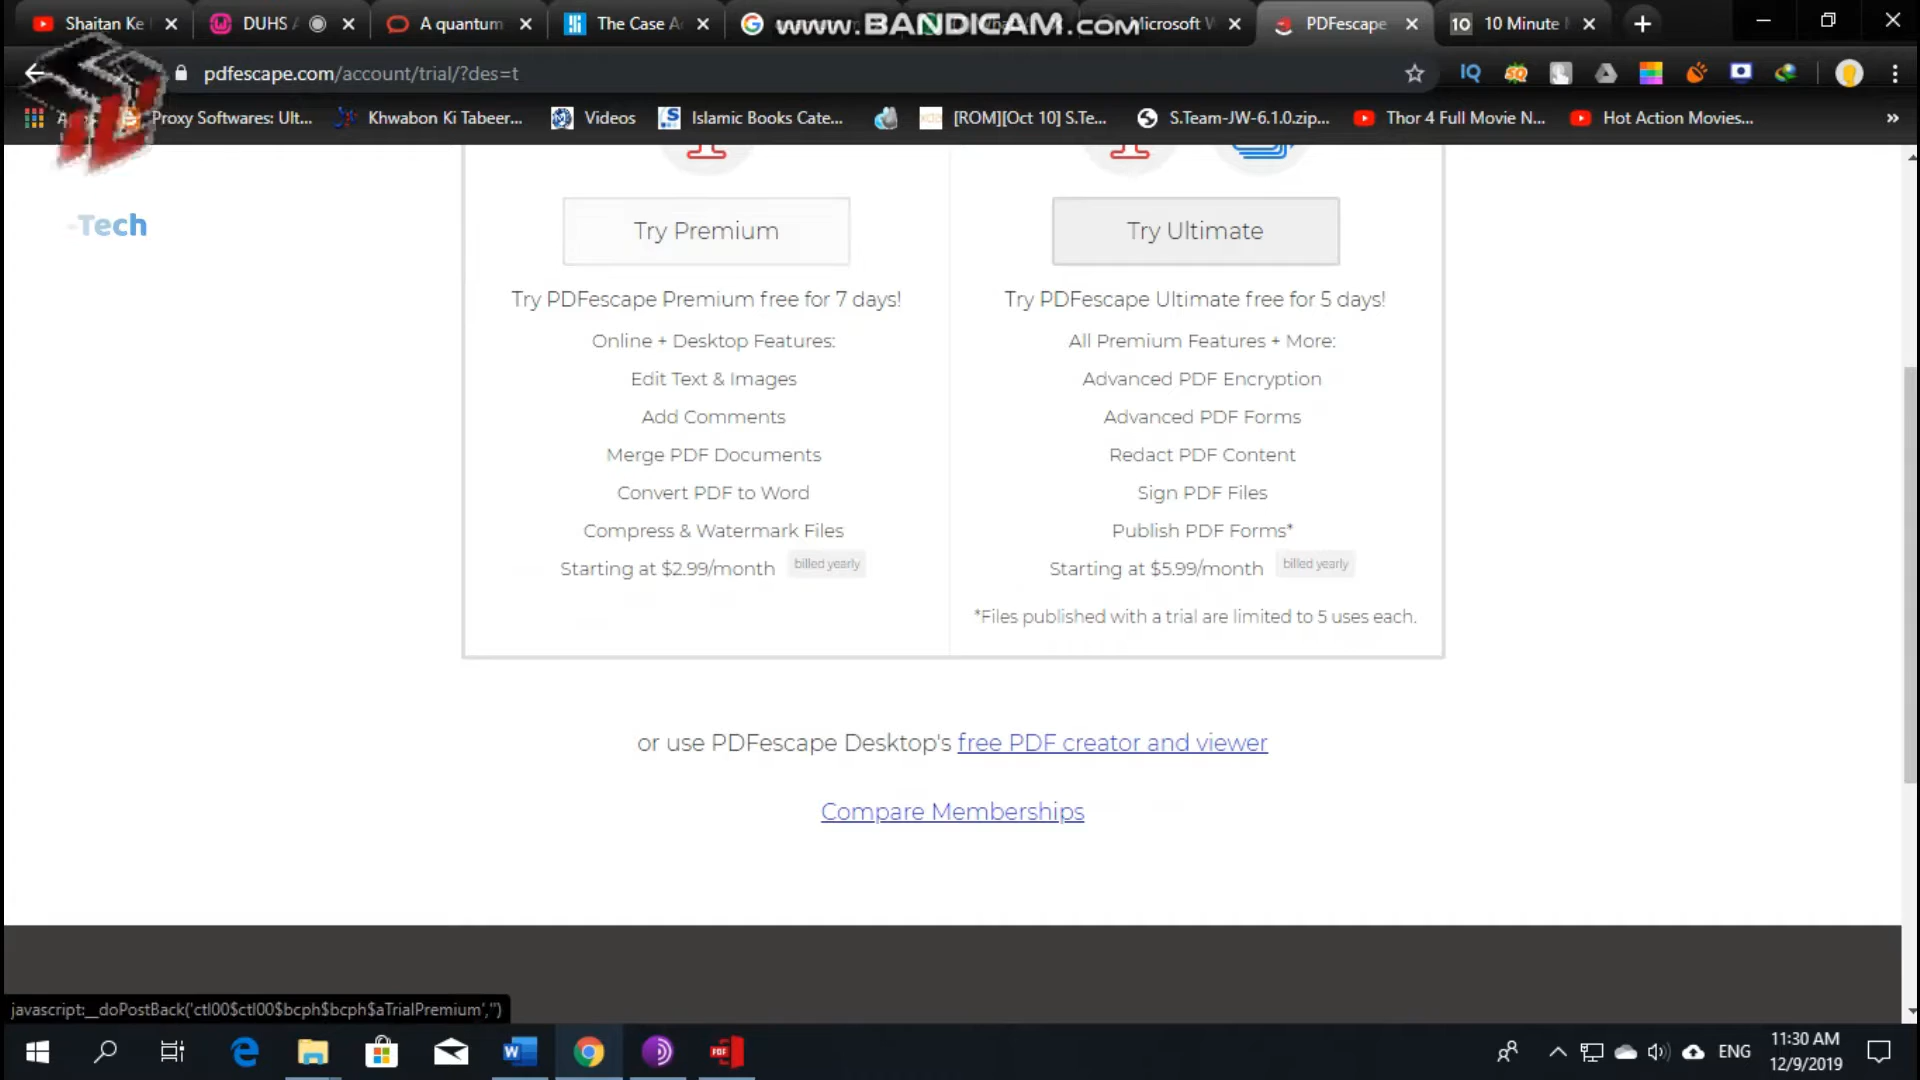 Shaitan Ke
DUHS A
A quantum
The Case A
www.BANDICAM.com
Microsoft W
PDFescape
10 10 Minute M
pdfescape.com/account/trial/?des=t
Proxy Softwares: Ult...
Khwabon Ki Tabeer...
Videos
Islamic Books Cate...
[ROM][Oct 10] S.Te...
S.Team-JW-6.1.0.zip...
Thor 4 Full Movie N...
Hot Action Movies...
»
-Tech
Try Premium
Try PDFescape Premium free for 7 days!
Online + Desktop Features:
Edit Text & Images
Add Comments
Merge PDF Documents
Convert PDF to Word
Compress & Watermark Files
Starting at $2.99/month billed yearly
Try Ultimate
Try PDFescape Ultimate free for 5 days!
All Premium Features + More:
Advanced PDF Encryption
Advanced PDF Forms
Redact PDF Content
Sign PDF Files
Publish PDF Forms*
Starting at $5.99/month billed yearly
*Files published with a trial are limited to 5 uses each.
or use PDFescape Desktop's free PDF creator and viewer
Compare Memberships
javascript:__doPostBack('ctl00$ctl00$bcph$bcph$aTrialPremium','')
ENG
11:30 AM
12/9/2019